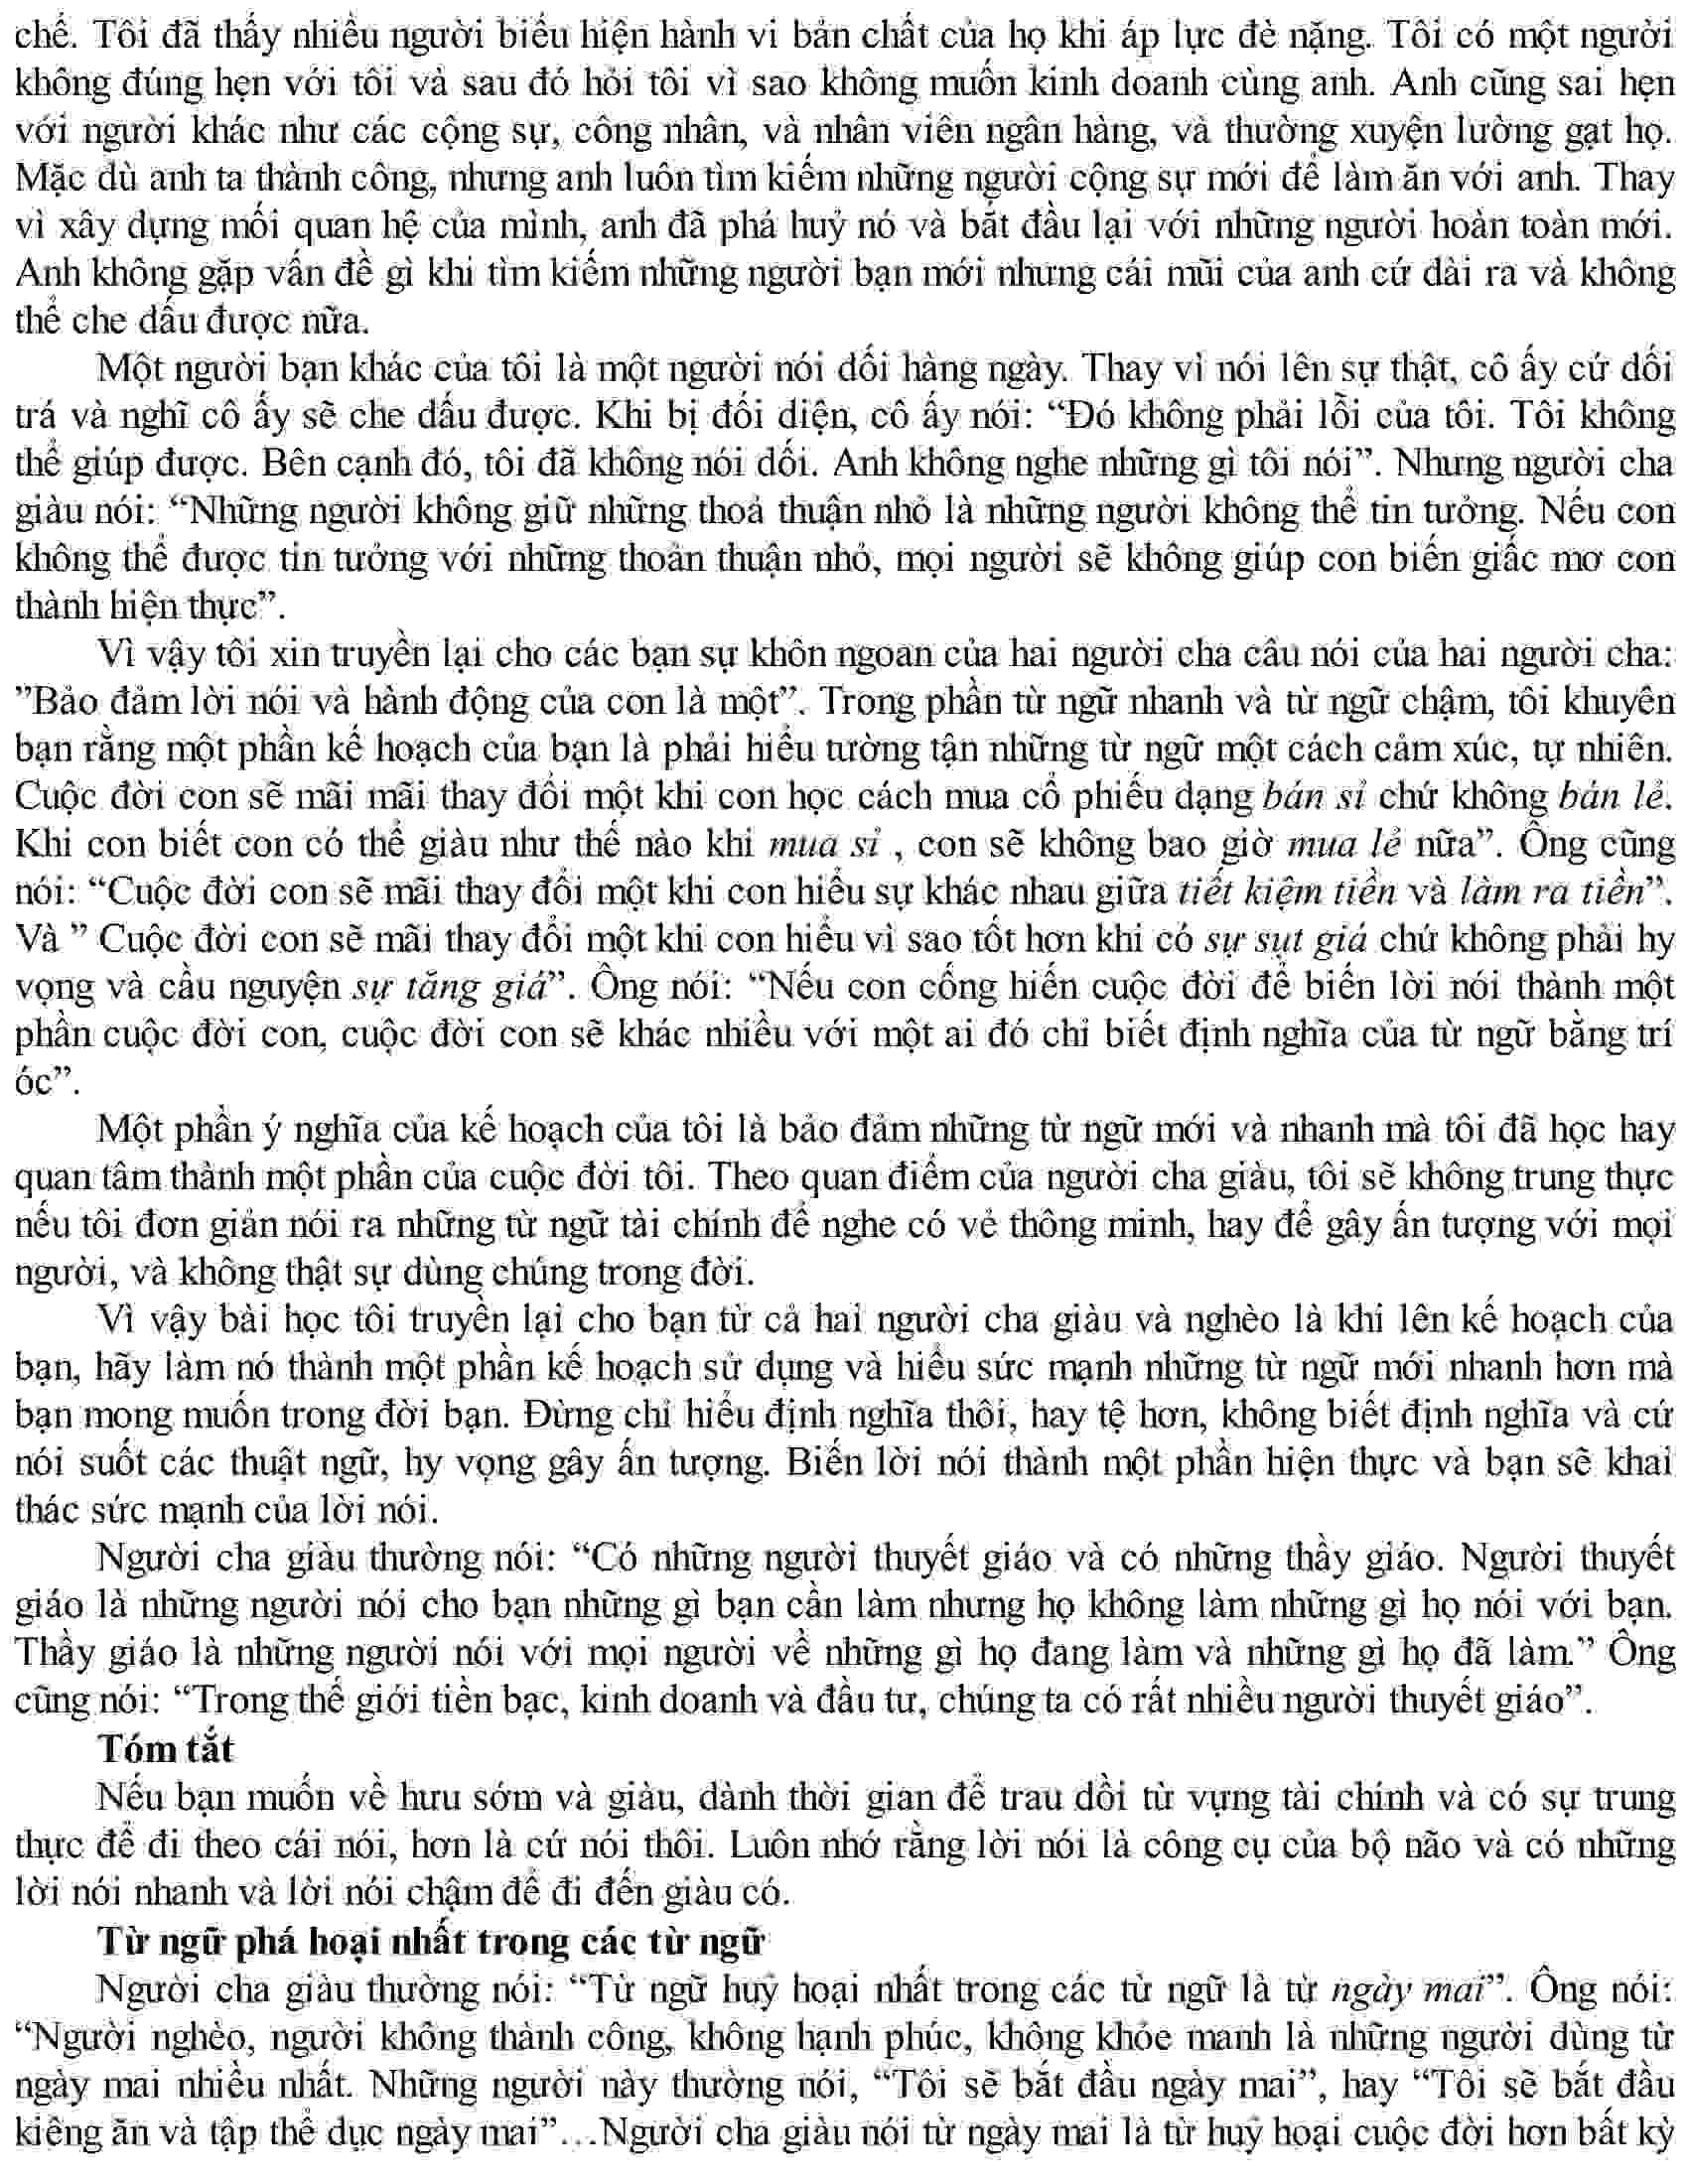 chế. Tôi đã thấy nhiều người biểu hiện hành vi bản chất của họ khi áp lực đè nặng. Tôi có một người
không đúng hẹn với tôi và sau đó hỏi tôi vì sao không muốn kinh doanh cùng anh. Anh cũng sai hẹn
với người khác như các cộng sự, công nhân, và nhân viên ngân hàng, và thường xuyện lường gạt họ.
Mặc dù anh ta thành công, nhưng anh luôn tìm kiếm những người cộng sự mới để làm ăn với anh. Thay
vì xây dựng mối quan hệ của mình, anh đã phá huỷ nó và bắt đầu lại với những người hoàn toàn mới.
Anh không gặp vấn đề gì khi tìm kiếm những người bạn mới nhưng cái mũi của anh cứ dài ra và không
thể che dấu được nữa.
Một người bạn khác của tôi là một người nói dối hàng ngày. Thay vì nói lên sự thật, cô ấy cứ dối
trá và nghĩ cô ấy sẽ che dấu được. Khi bị đối diện, cô ấy nói: “Đó không phải lỗi của tôi. Tôi không
thể giúp được. Bên cạnh đó, tôi đã không nói dối. Anh không nghe những gì tôi nói”. Nhưng người cha
giàu nói: “Những người không giữ những thoả thuận nhỏ là những người không thể tin tưởng. Nếu con
không thể được tin tưởng với những thoản thuận nhỏ, mọi người sẽ không giúp con biến giấc mơ con
thành hiện thực”.
Vì vậy tôi xin truyền lại cho các bạn sự khôn ngoan của hai người cha câu nói của hai người cha:
”Bảo đảm lời nói và hành động của con là một”. Trong phần từ ngữ nhanh và từ ngữ chậm, tôi khuyên
bạn rằng một phần kế hoạch của bạn là phải hiểu tường tận những từ ngữ một cách cảm xúc, tự nhiên.
Cuộc đời con sẽ mãi mãi thay đổi một khi con học cách mua cổ phiếu dạng bán sỉ chứ không bán lẻ.
Khi con biết con có thể giàu như thế nào khi mua sỉ , con sẽ không bao giờ mua lẻ nữa”. Ông cũng
nói: “Cuộc đời con sẽ mãi thay đổi một khi con hiểu sự khác nhau giữa tiết kiệm tiền và làm ra tiền”.
Và ” Cuộc đời con sẽ mãi thay đổi một khi con hiểu vì sao tốt hơn khi có sự sụt giá chứ không phải hy
vọng và cầu nguyện sự tăng giá”. Ông nói: “Nếu con cống hiến cuộc đời để biến lời nói thành một
phần cuộc đời con, cuộc đời con sẽ khác nhiều với một ai đó chỉ biết định nghĩa của từ ngữ bằng trí
óc”.
Một phần ý nghĩa của kế hoạch của tôi là bảo đảm những từ ngữ mới và nhanh mà tôi đã học hay
quan tâm thành một phần của cuộc đời tôi. Theo quan điểm của người cha giàu, tôi sẽ không trung thực
nếu tôi đơn giản nói ra những từ ngữ tài chính để nghe có vẻ thông minh, hay để gây ấn tượng với mọi
người, và không thật sự dùng chúng trong đời.
Vì vậy bài học tôi truyền lại cho bạn từ cả hai người cha giàu và nghèo là khi lên kế hoạch của
bạn, hãy làm nó thành một phần kế hoạch sử dụng và hiểu sức mạnh những từ ngữ mới nhanh hơn mà
bạn mong muốn trong đời bạn. Đừng chỉ hiểu định nghĩa thôi, hay tệ hơn, không biết định nghĩa và cứ
nói suốt các thuật ngữ, hy vọng gây ấn tượng. Biến lời nói thành một phần hiện thực và bạn sẽ khai
thác sức mạnh của lời nói.
Người cha giàu thường nói: “Có những người thuyết giáo và có những thầy giáo. Người thuyết
giáo là những người nói cho bạn những gì bạn cần làm nhưng họ không làm những gì họ nói với bạn.
Thầy giáo là những người nói với mọi người về những gì họ đang làm và những gì họ đã làm.” Ông
cũng nói: “Trong thế giới tiền bạc, kinh doanh và đầu tư, chúng ta có rất nhiều người thuyết giáo”.
Tóm tắt
Nếu bạn muốn về hưu sớm và giàu, dành thời gian để trau dồi từ vựng tài chính và có sự trung
thực để đi theo cái nói, hơn là cứ nói thôi. Luôn nhớ rằng lời nói là công cụ của bộ não và có những
lời nói nhanh và lời nói chậm để đi đến giàu có.
Từ ngữ phá hoại nhất trong các từ ngữ
Người cha giàu thường nói: “Từ ngữ huỷ hoại nhất trong các từ ngữ là từ ngày mai”. Ông nói:
“Người nghèo, người không thành công, không hạnh phúc, không khỏe manh là những người dùng từ
ngày mai nhiều nhất. Những người này thường nói, “Tôi sẽ bắt đầu ngày mai”, hay “Tôi sẽ bắt đầu
kiêng ăn và tập thể dục ngày mai”…Người cha giàu nói từ ngày mai là từ huỷ hoại cuộc đời hơn bất kỳ